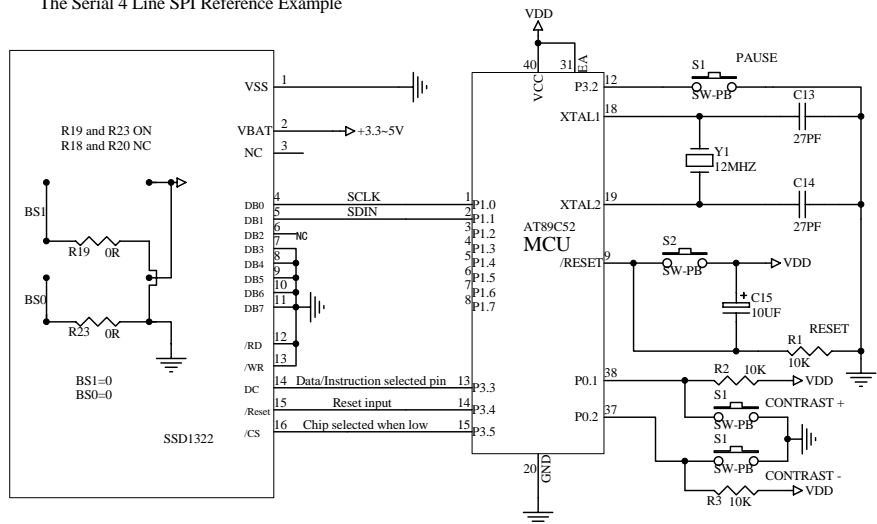 The Serial 4 Line SPI Reference Example
R19 and R23 ON
R18 and R20 NC
BS1
R19 0R
BS0
R23 0R
BS1=0
BS0=0
SSD1322
VSS 1
VBAT 2
+3.3~5V
NC 3
DB0 4 SCLK 1 P1.0
DB1 5 SDIN 2 P1.1
DB2 6 NC 3 P1.2
DB3 7 4 P1.3
DB4 8 5 P1.4
DB5 9 6 P1.5
DB6 10 7 P1.6
DB7 11 8 P1.7
/RD 12
/WR 13
DC 14 Data/Instruction selected pin 13 P3.3
/Reset 15 Reset input 14 P3.4
/CS 16 Chip selected when low 15 P3.5
VDD
40 31
VCC EA
AT89C52
MCU
20 GND
P3.2 12
S1 PAUSE
SW-PB
XTAL1 18
C13
27PF
Y1
12MHZ
XTAL2 19
C14
27PF
/RESET 9
S2
SW-PB
VDD
+ C15
10UF
RESET
R1
10K
P0.1 38
R2 10K VDD
S1 CONTRAST +
SW-PB
P0.2 37
S1
SW-PB
CONTRAST -
R3 10K VDD